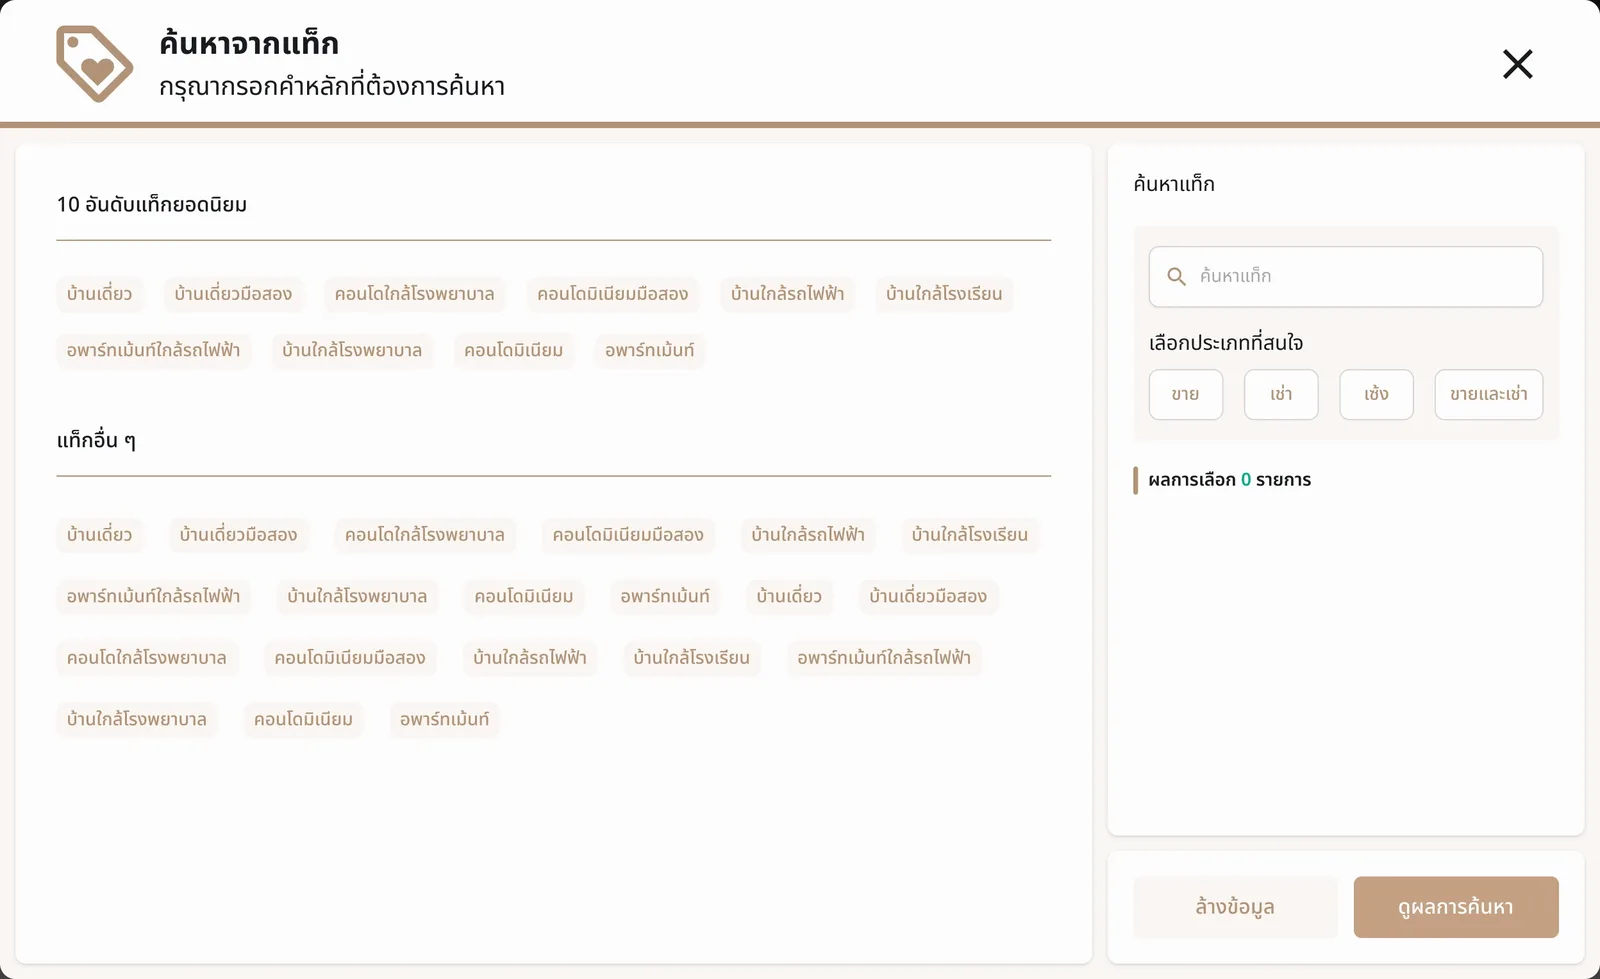 ค้นหาจากแท็ก
กรุณากรอกคำหลักที่ต้องการค้นหา
10 อันดับแท็กยอดนิยม
บ้านเดี่ยว บ้านเดี่ยวมือสอง คอนโดใกล้โรงพยาบาล คอนโดมิเนียมมือสอง บ้านใกล้รถไฟฟ้า บ้านใกล้โรงเรียน
อพาร์ทเม้นท์ใกล้รถไฟฟ้า บ้านใกล้โรงพยาบาล คอนโดมิเนียม อพาร์ทเม้นท์
แท็กอื่น ๆ
บ้านเดี่ยว บ้านเดี่ยวมือสอง คอนโดใกล้โรงพยาบาล คอนโดมิเนียมมือสอง บ้านใกล้รถไฟฟ้า บ้านใกล้โรงเรียน
อพาร์ทเม้นท์ใกล้รถไฟฟ้า บ้านใกล้โรงพยาบาล คอนโดมิเนียม อพาร์ทเม้นท์ บ้านเดี่ยว บ้านเดี่ยวมือสอง
คอนโดใกล้โรงพยาบาล คอนโดมิเนียมมือสอง บ้านใกล้รถไฟฟ้า บ้านใกล้โรงเรียน อพาร์ทเม้นท์ใกล้รถไฟฟ้า
บ้านใกล้โรงพยาบาล คอนโดมิเนียม อพาร์ทเม้นท์
ค้นหาแท็ก
ค้นหาแท็ก
เลือกประเภทที่สนใจ
ขาย เช่า เซ้ง ขายและเช่า
ผลการเลือก 0 รายการ
ล้างข้อมูล ดูผลการค้นหา